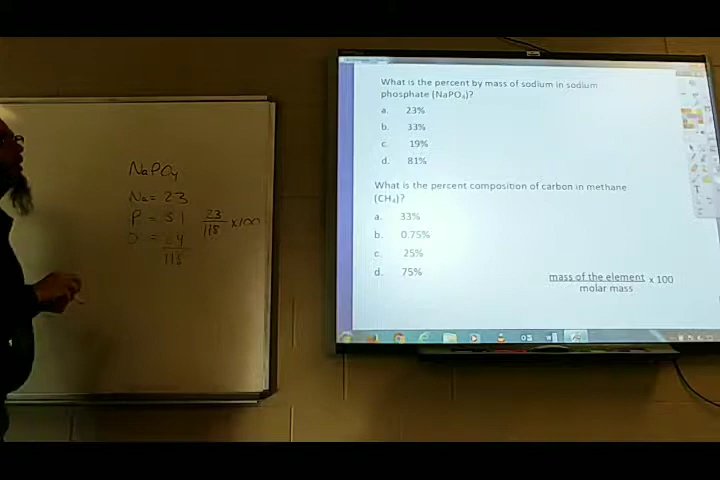 NaPO4
Na = 23
P = 31 23/118 x100
O = 64
118
What is the percent by mass of sodium in sodium
phosphate (NaPO4)?
a. 23%
b. 33%
c. 19%
d. 81%
What is the percent composition of carbon in methane
(CH4)?
a. 33%
b. 0.75%
c. 25%
d. 75%
mass of the element x 100
molar mass